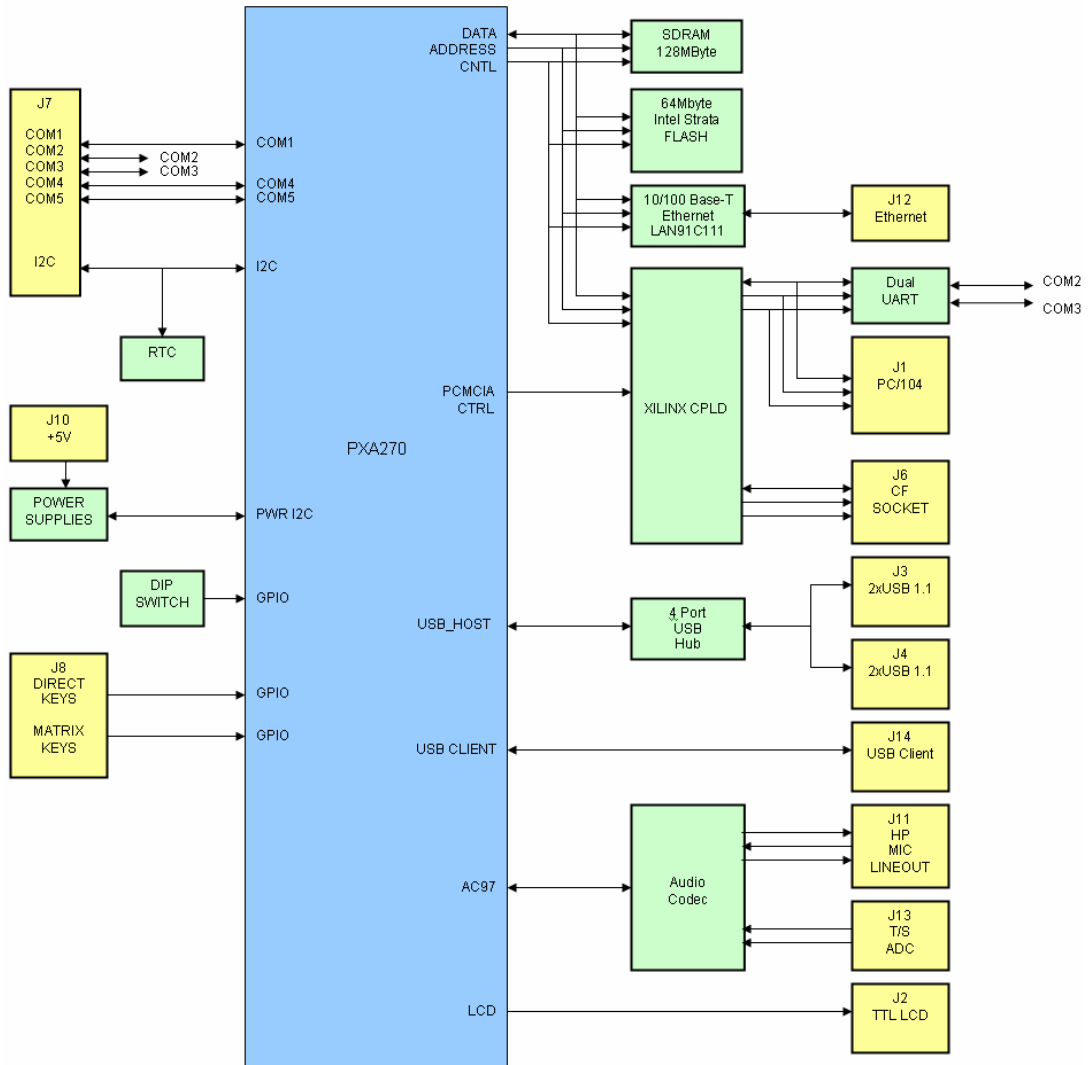 J7
COM1
COM2
COM3
COM4
COM5
I2C
COM2
COM3
RTC
J10
+5V
POWER
SUPPLIES
DIP
SWITCH
J8
DIRECT
KEYS
MATRIX
KEYS
COM1
COM4
COM5
I2C
PWR I2C
GPIO
GPIO
GPIO
PXA270
DATA
ADDRESS
CNTL
PCMCIA
CTRL
USB_HOST
USB CLIENT
AC97
LCD
SDRAM
128MByte
64Mbyte
Intel Strata
FLASH
10/100 Base-T
Ethernet
LAN91C111
XILINX CPLD
4 Port
USB
Hub
Audio
Codec
J12
Ethernet
Dual
UART
COM2
COM3
J1
PC/104
J6
CF
SOCKET
J3
2xUSB 1.1
J4
2xUSB 1.1
J14
USB Client
J11
HP
MIC
LINEOUT
J13
T/S
ADC
J2
TTL LCD